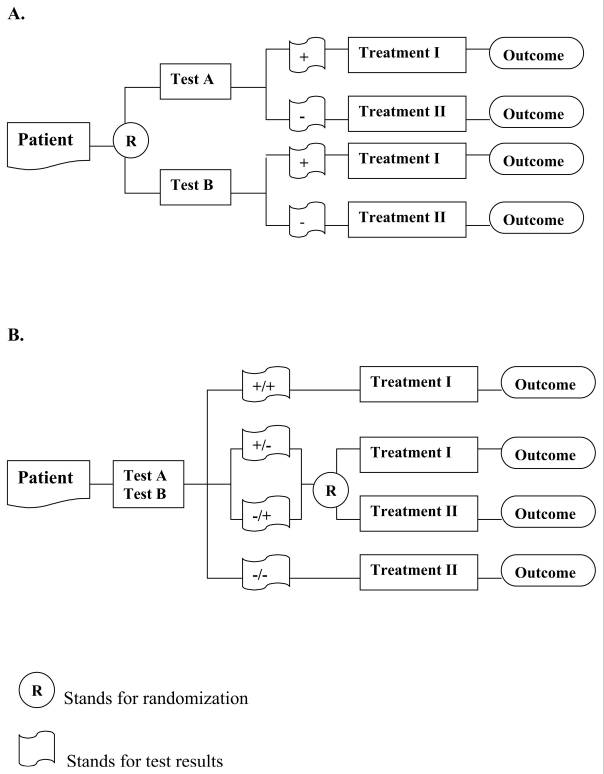 A.
Test A
+
Treatment I
Outcome
-
Treatment II
Outcome
Patient
R
Test B
+
Treatment I
Outcome
-
Treatment II
Outcome
B.
+/+
Treatment I
Outcome
+/-
Treatment I
Outcome
Patient
Test A
Test B
R
-/+
Treatment II
Outcome
-/-
Treatment II
Outcome
R
Stands for randomization
Stands for test results